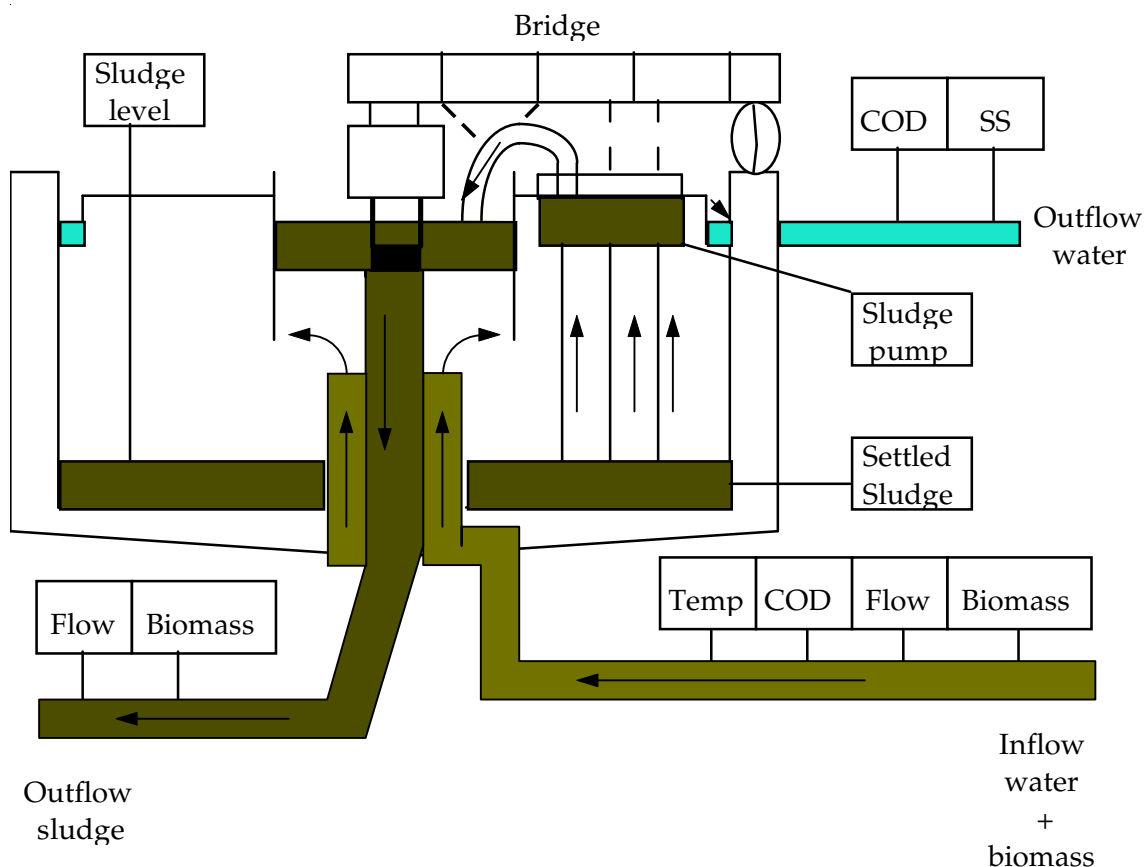 Bridge
Sludge
level
COD
SS
Outflow
water
Sludge
pump
Settled
Sludge
Temp
COD
Flow
Biomass
Flow
Biomass
Inflow
water
+
biomass
Outflow
sludge